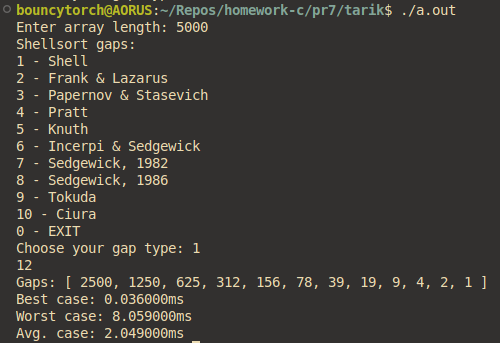 bouncytorch@AORUS:~/Repos/homework-c/pr7/tarik$ ./a.out
Enter array length: 5000
Shellsort gaps:
1 - Shell
2 - Frank & Lazarus
3 - Papernov & Stasevich
4 - Pratt
5 - Knuth
6 - Incerpi & Sedgewick
7 - Sedgewick, 1982
8 - Sedgewick, 1986
9 - Tokuda
10 - Ciura
0 - EXIT
Choose your gap type: 1
12
Gaps: [ 2500, 1250, 625, 312, 156, 78, 39, 19, 9, 4, 2, 1 ]
Best case: 0.036000ms
Worst case: 8.059000ms
Avg. case: 2.049000ms